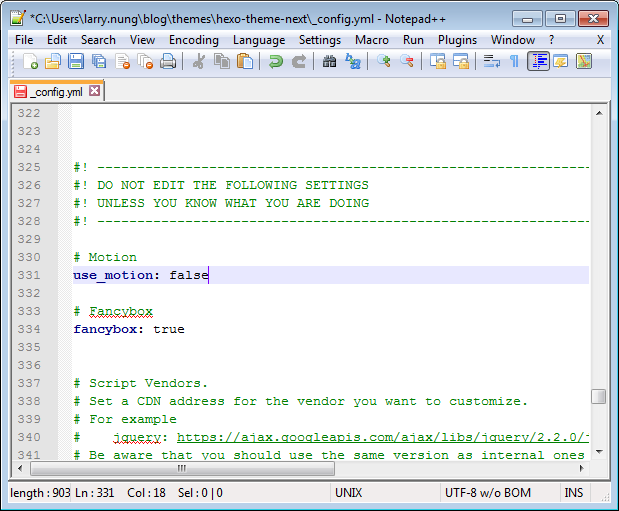 *C:\Users\larry.nung\blog\themes\hexo-theme-next\_config.yml - Notepad++
File Edit Search View Encoding Language Settings Macro Run Plugins Window ? X
_config.yml
322
323
324
325 #! --------------------------------------------------------------
326 #! DO NOT EDIT THE FOLLOWING SETTINGS
327 #! UNLESS YOU KNOW WHAT YOU ARE DOING
328 #! --------------------------------------------------------------
329
330 # Motion
331 use_motion: false
332
333 # Fancybox
334 fancybox: true
335
336
337 # Script Vendors.
338 # Set a CDN address for the vendor you want to customize.
339 # For example
340 #    jquery: https://ajax.googleapis.com/ajax/libs/jquery/2.2.0/
341 # Be aware that you should use the same version as internal ones
length : 903 Ln : 331 Col : 18 Sel : 0 | 0 UNIX UTF-8 w/o BOM INS